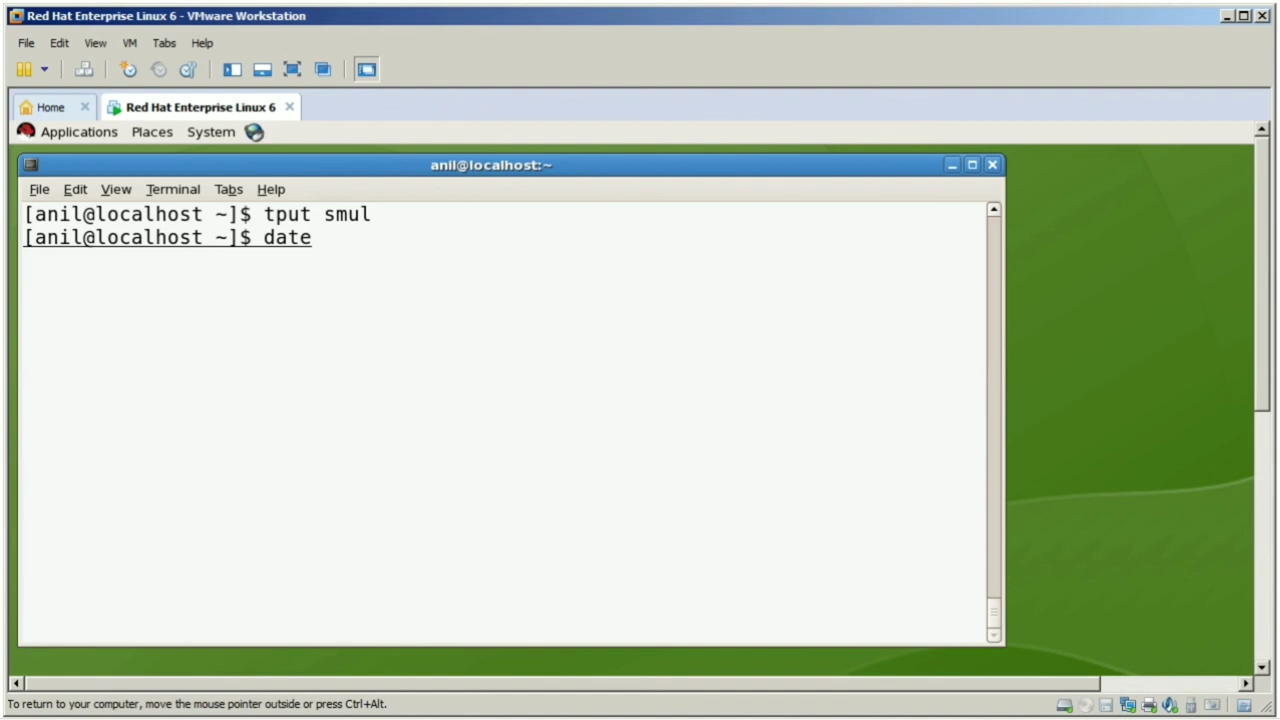 Red Hat Enterprise Linux 6 - VMware Workstation
File Edit View VM Tabs Help
Home Red Hat Enterprise Linux 6
Applications Places System
anil@localhost:~
File Edit View Terminal Tabs Help
[anil@localhost ~]$ tput smul
[anil@localhost ~]$ date
To return to your computer, move the mouse pointer outside or press Ctrl+Alt.